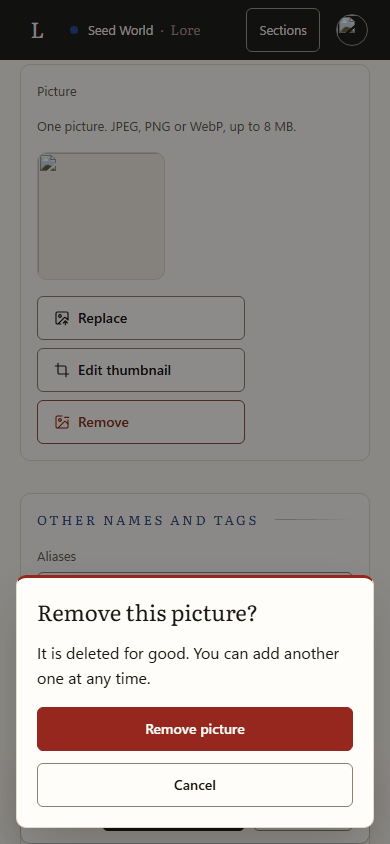 L Seed World · Lore Sections
Picture
One picture. JPEG, PNG or WebP, up to 8 MB.
Replace
Edit thumbnail
Remove
OTHER NAMES AND TAGS
Aliases
Remove this picture?
It is deleted for good. You can add another
one at any time.
Remove picture
Cancel